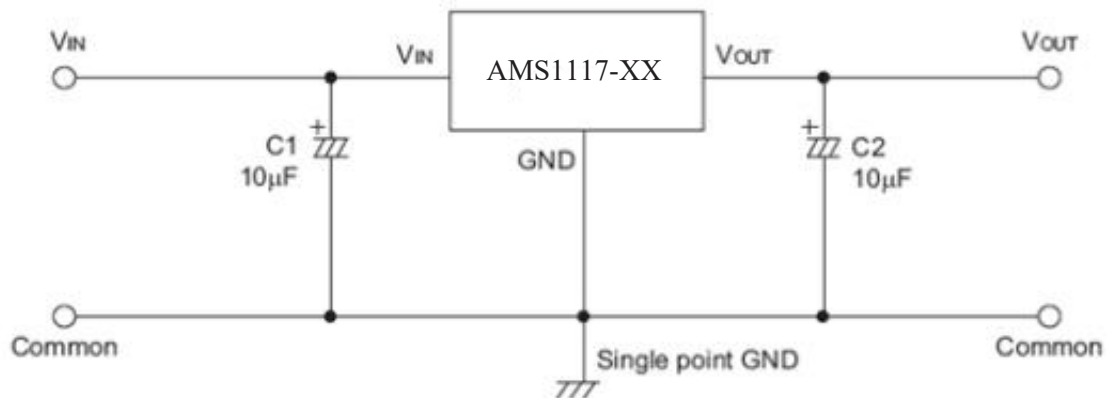 VIN
VIN
AMS1117-XX
VOUT
VOUT
+
C1
10μF
GND
+
C2
10μF
Common
Single point GND
Common